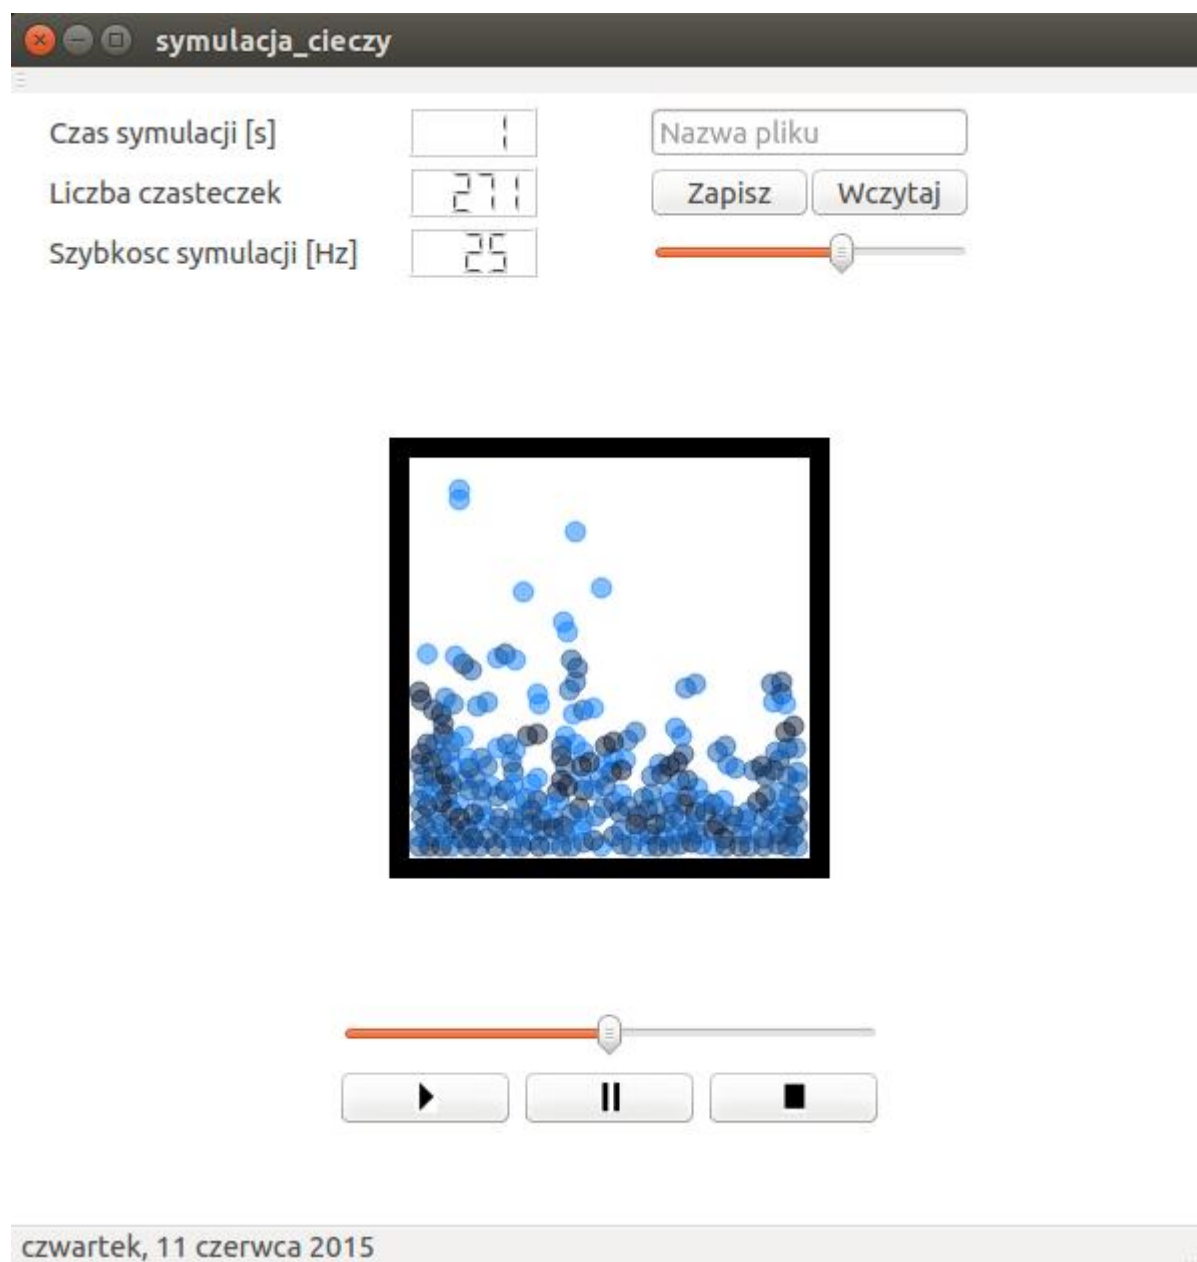 symulacja_cieczy
Czas symulacji [s] 1 Nazwa pliku
Liczba czasteczek 271 Zapisz Wczytaj
Szybkosc symulacji [Hz] 25
czwartek, 11 czerwca 2015